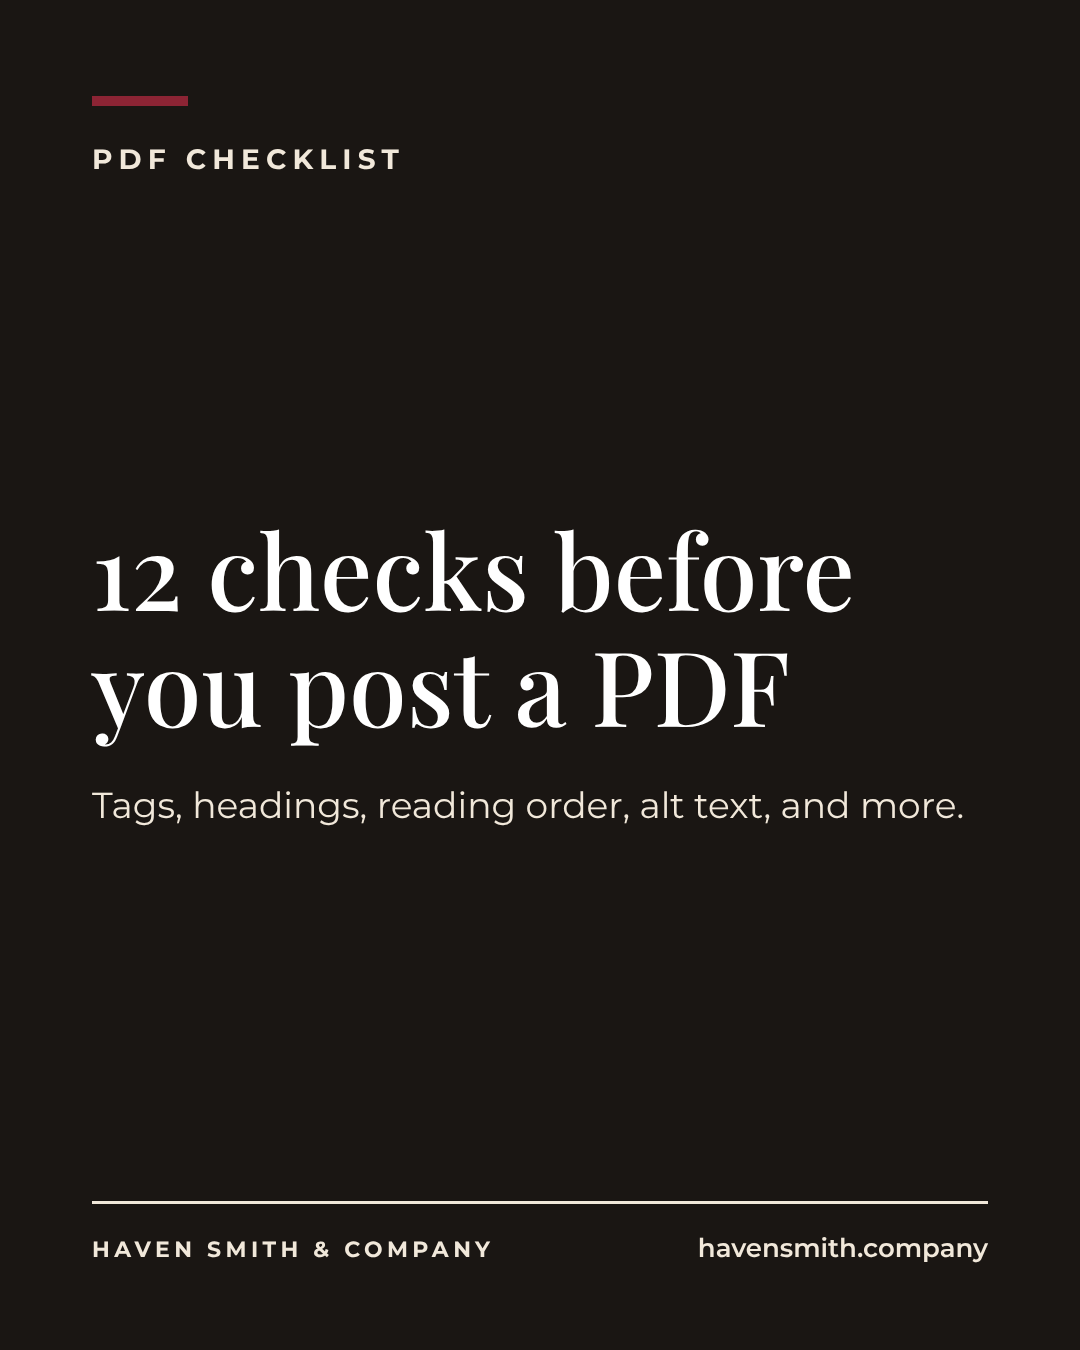 PDF CHECKLIST
12 checks before
you post a PDF
Tags, headings, reading order, alt text, and more.
HAVEN SMITH & COMPANY
havensmith.company